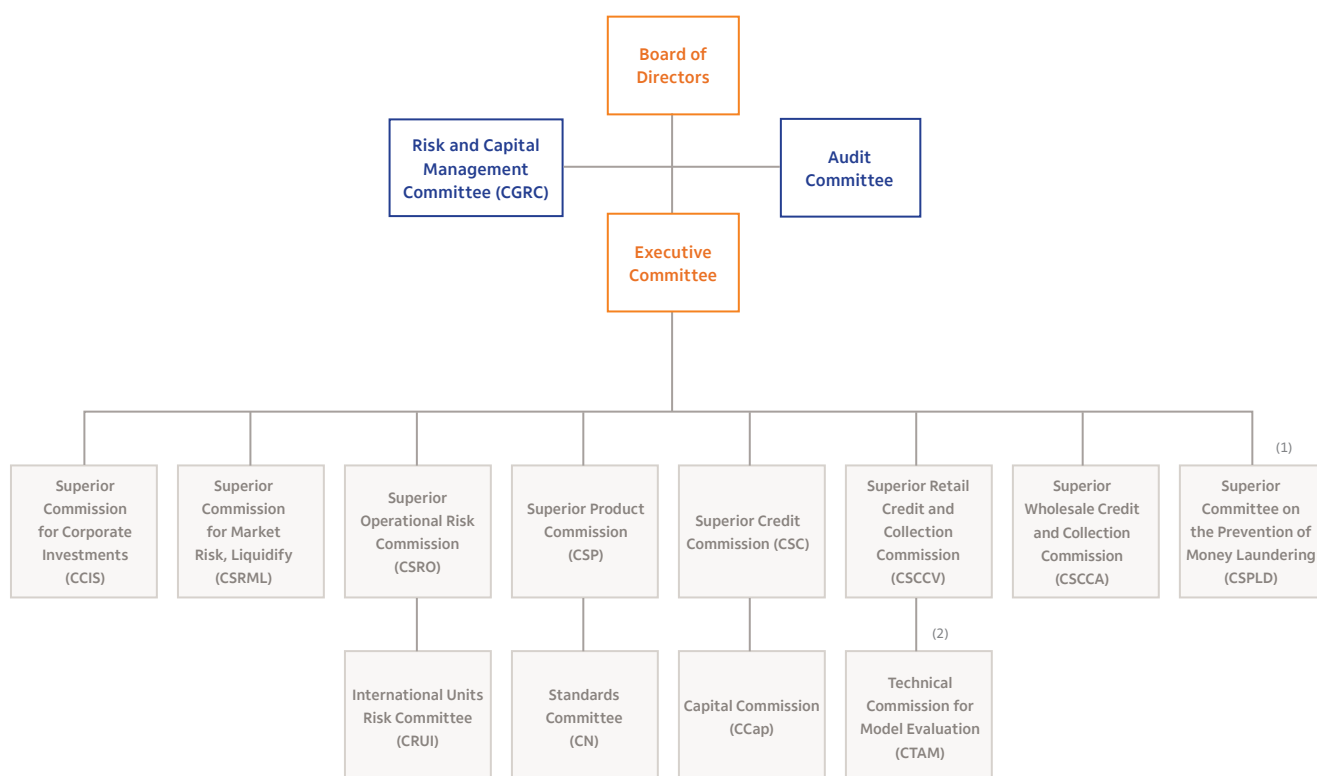 Board of
Directors
Risk and Capital
Management
Committee (CGRC)
Audit
Committee
Executive
Committee
Superior
Commission
for Corporate
Investments
(CCIS)
Superior
Commission
for Market
Risk, Liquidify
(CSRML)
Superior
Operational Risk
Commission
(CSRO)
Superior Product
Commission
(CSP)
Superior Credit
Commission (CSC)
Superior Retail
Credit and
Collection
Commission
(CSCCV)
Superior
Wholesale Credit
and Collection
Commission
(CSCCA)
(1)
Superior
Committee on
the Prevention of
Money Laundering
(CSPLD)
International Units
Risk Committee
(CRUI)
Standards
Committee
(CN)
Capital Commission
(CCap)
(2)
Technical
Commission for
Model Evaluation
(CTAM)